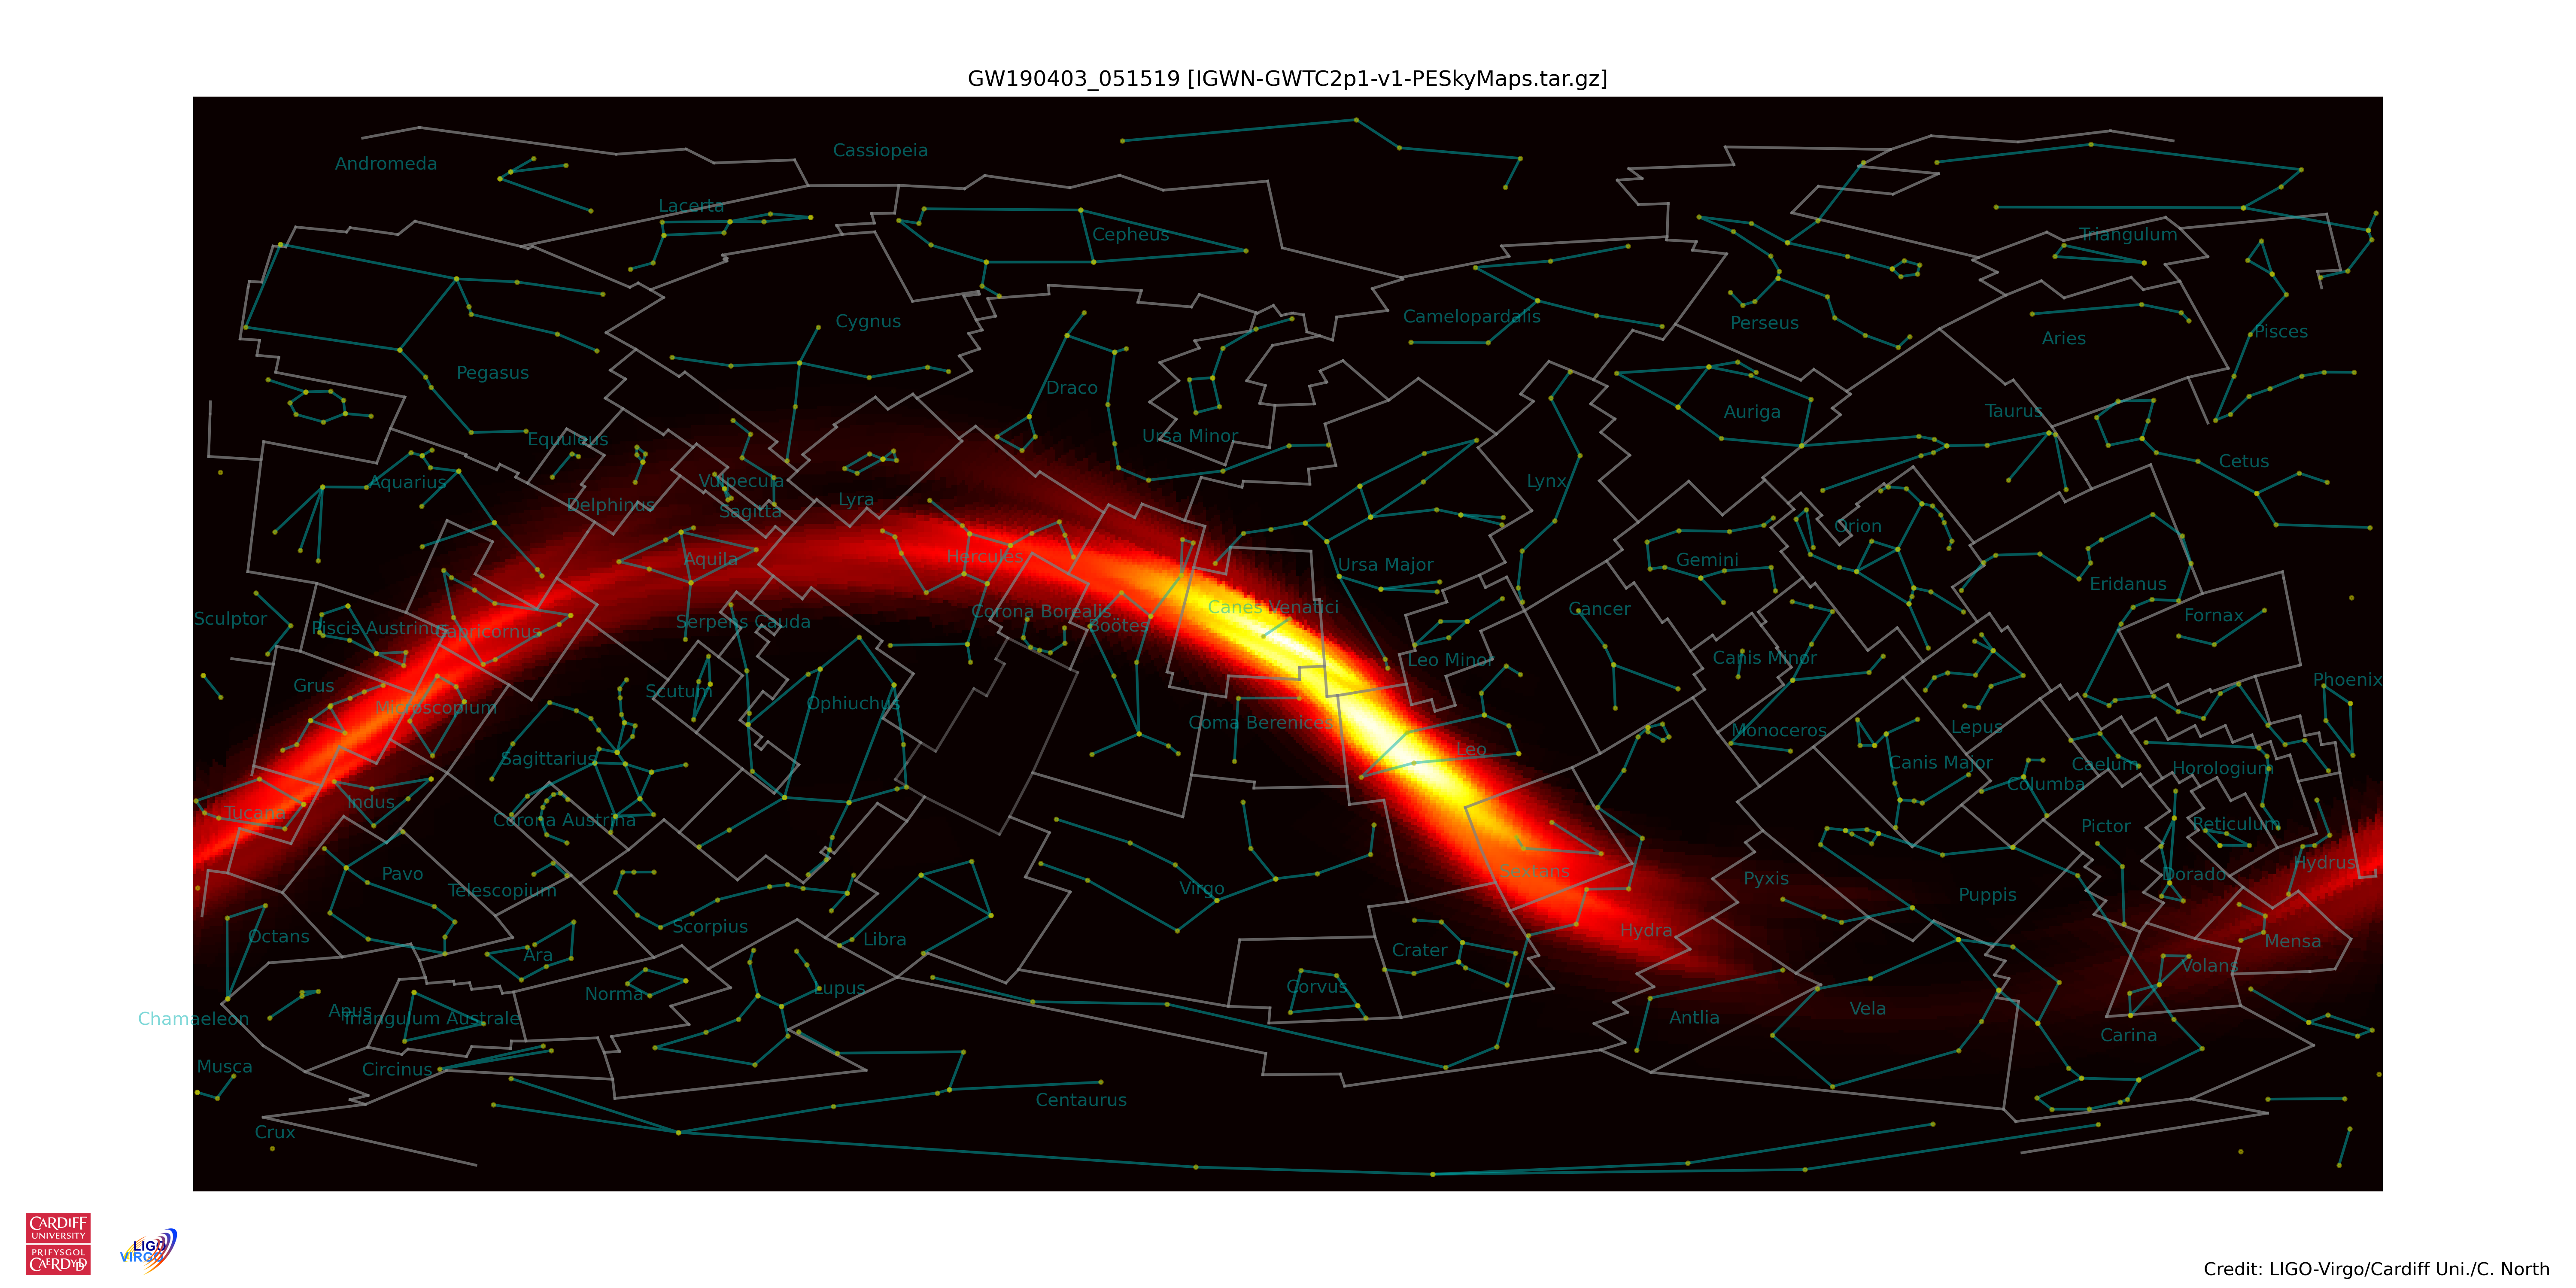 GW190403_051519 [IGWN-GWTC2p1-v1-PESkyMaps.tar.gz]
Cassiopeia
Andromeda
Lacerta
Cepheus
Triangulum
Camelopardalis
Cygnus
Perseus
Pisces
Aries
Pegasus
Draco
Auriga
Taurus
Equuleus
Ursa Minor
Cetus
Aquarius
Vulpecula
Lynx
Lyra
Delphinus
Sagitta
Orion
Hercules
Aquila
Gemini
Ursa Major
Eridanus
Canes Venatici
Cancer
Corona Borealis
Fornax
Sculptor
Serpens Cauda
Boötes
Piscis Austrinus
Capricornus
Canis Minor
Leo Minor
Phoenix
Grus
Scutum
Ophiuchus
Microscopium
Coma Berenices
Lepus
Monoceros
Leo
Sagittarius
Canis Major
Caelum
Horologium
Columba
Indus
Tucana
Corona Austrina
Reticulum
Pictor
Hydrus
Sextans
Pavo
Dorado
Pyxis
Telescopium
Virgo
Puppis
Scorpius
Hydra
Octans
Libra
Mensa
Crater
Ara
Volans
Corvus
Lupus
Norma
Vela
Apus
Chamaeleon
Triangulum Australe
Antlia
Carina
Musca
Circinus
Centaurus
Crux
CARDIFF
UNIVERSITY
PRIFYSGOL
CAERDYDD
LIGO
VIRGO
Credit: LIGO-Virgo/Cardiff Uni./C. North